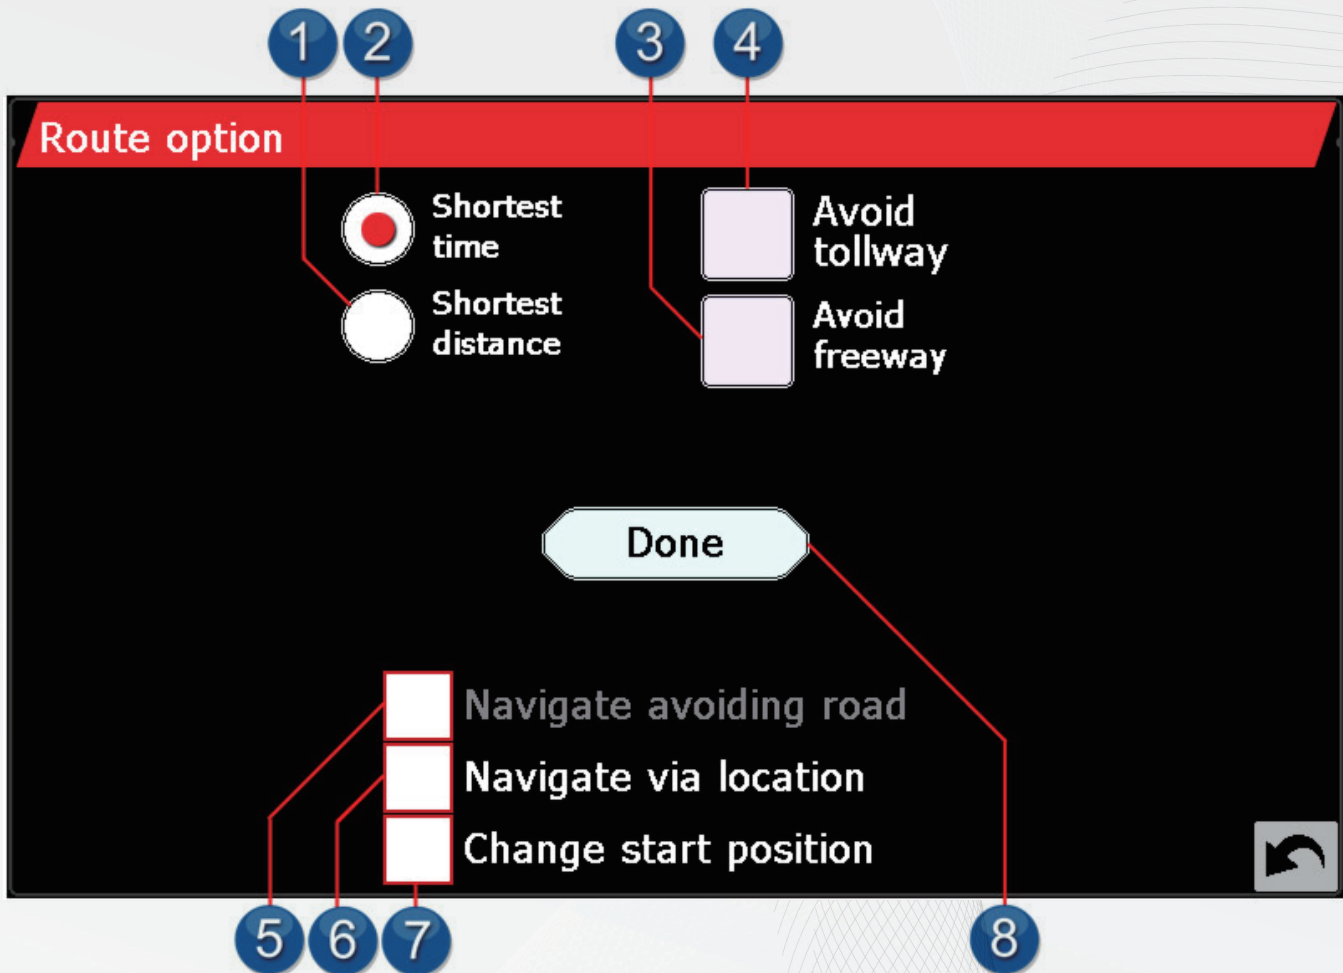 1 2 3 4
Route option
Shortest
time
Avoid
tollway
Shortest
distance
Avoid
freeway
Done
Navigate avoiding road
Navigate via location
Change start position
5 6 7 8